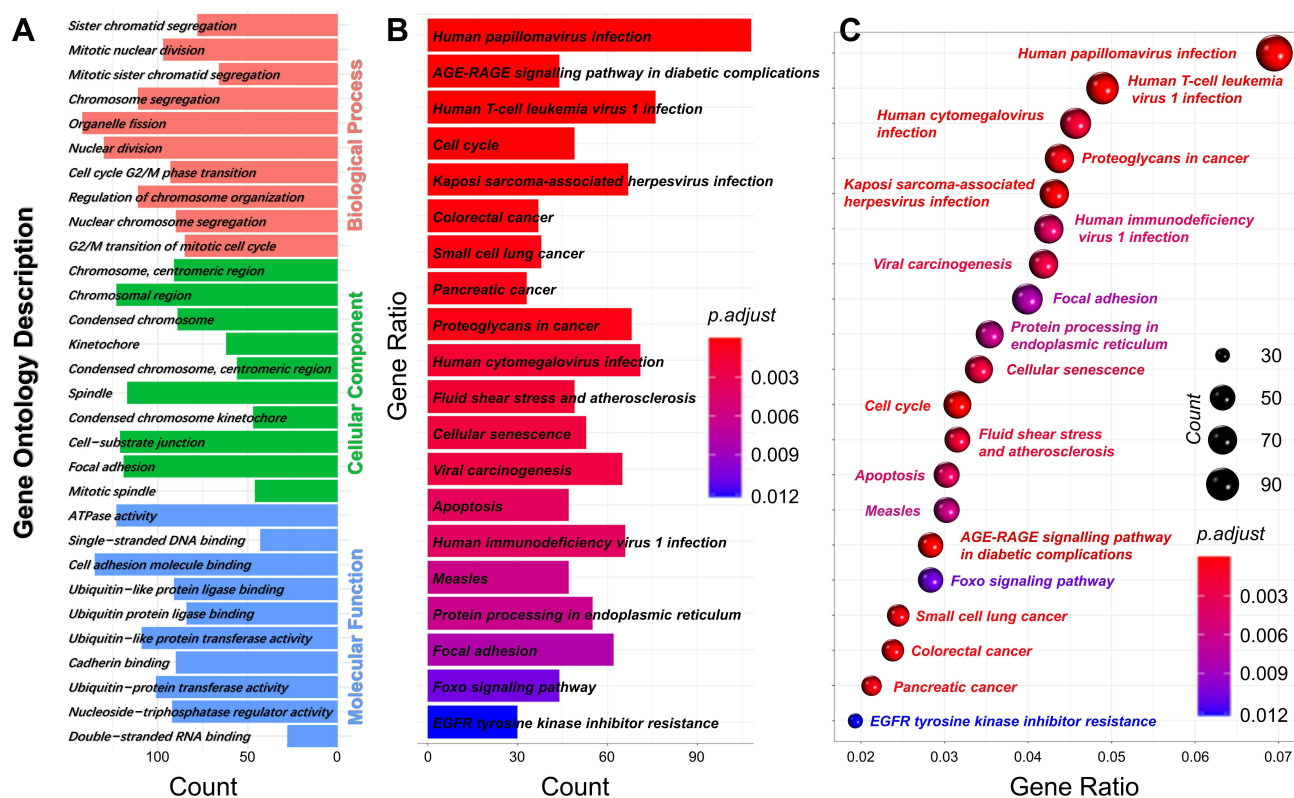 A
Gene Ontology Description
Sister chromatid segregation
Mitotic nuclear division
Mitotic sister chromatid segregation
Chromosome segregation
Organelle fission
Nuclear division
Cell cycle G2/M phase transition
Regulation of chromosome organization
Nuclear chromosome segregation
G2/M transition of mitotic cell cycle
Chromosome, centromeric region
Chromosomal region
Condensed chromosome
Kinetochore
Condensed chromosome, centromeric region
Spindle
Condensed chromosome kinetochore
Cell−substrate junction
Focal adhesion
Mitotic spindle
ATPase activity
Single−stranded DNA binding
Cell adhesion molecule binding
Ubiquitin−like protein ligase binding
Ubiquitin protein ligase binding
Ubiquitin−like protein transferase activity
Cadherin binding
Ubiquitin−protein transferase activity
Nucleoside−triphosphatase regulator activity
Double−stranded RNA binding
Biological Process
Cellular Component
Molecular Function
100 50 0
Count
B
Gene Ratio
Human papillomavirus infection
AGE-RAGE signalling pathway in diabetic complications
Human T-cell leukemia virus 1 infection
Cell cycle
Kaposi sarcoma-associated herpesvirus infection
Colorectal cancer
Small cell lung cancer
Pancreatic cancer
Proteoglycans in cancer
Human cytomegalovirus infection
Fluid shear stress and atherosclerosis
Cellular senescence
Viral carcinogenesis
Apoptosis
Human immunodeficiency virus 1 infection
Measles
Protein processing in endoplasmic reticulum
Focal adhesion
Foxo signaling pathway
EGFR tyrosine kinase inhibitor resistance
p.adjust
0.003
0.006
0.009
0.012
0 30 60 90
Count
C
Human papillomavirus infection
Human T-cell leukemia
virus 1 infection
Human cytomegalovirus
infection
Proteoglycans in cancer
Kaposi sarcoma-associated
herpesvirus infection
Human immunodeficiency
virus 1 infection
Viral carcinogenesis
Focal adhesion
Protein processing in
endoplasmic reticulum
Cellular senescence
Cell cycle
Fluid shear stress
and atherosclerosis
Apoptosis
Measles
AGE-RAGE signalling pathway
in diabetic complications
Foxo signaling pathway
Small cell lung cancer
Colorectal cancer
Pancreatic cancer
EGFR tyrosine kinase inhibitor resistance
Count
30
50
70
90
p.adjust
0.003
0.006
0.009
0.012
0.02 0.03 0.04 0.05 0.06 0.07
Gene Ratio